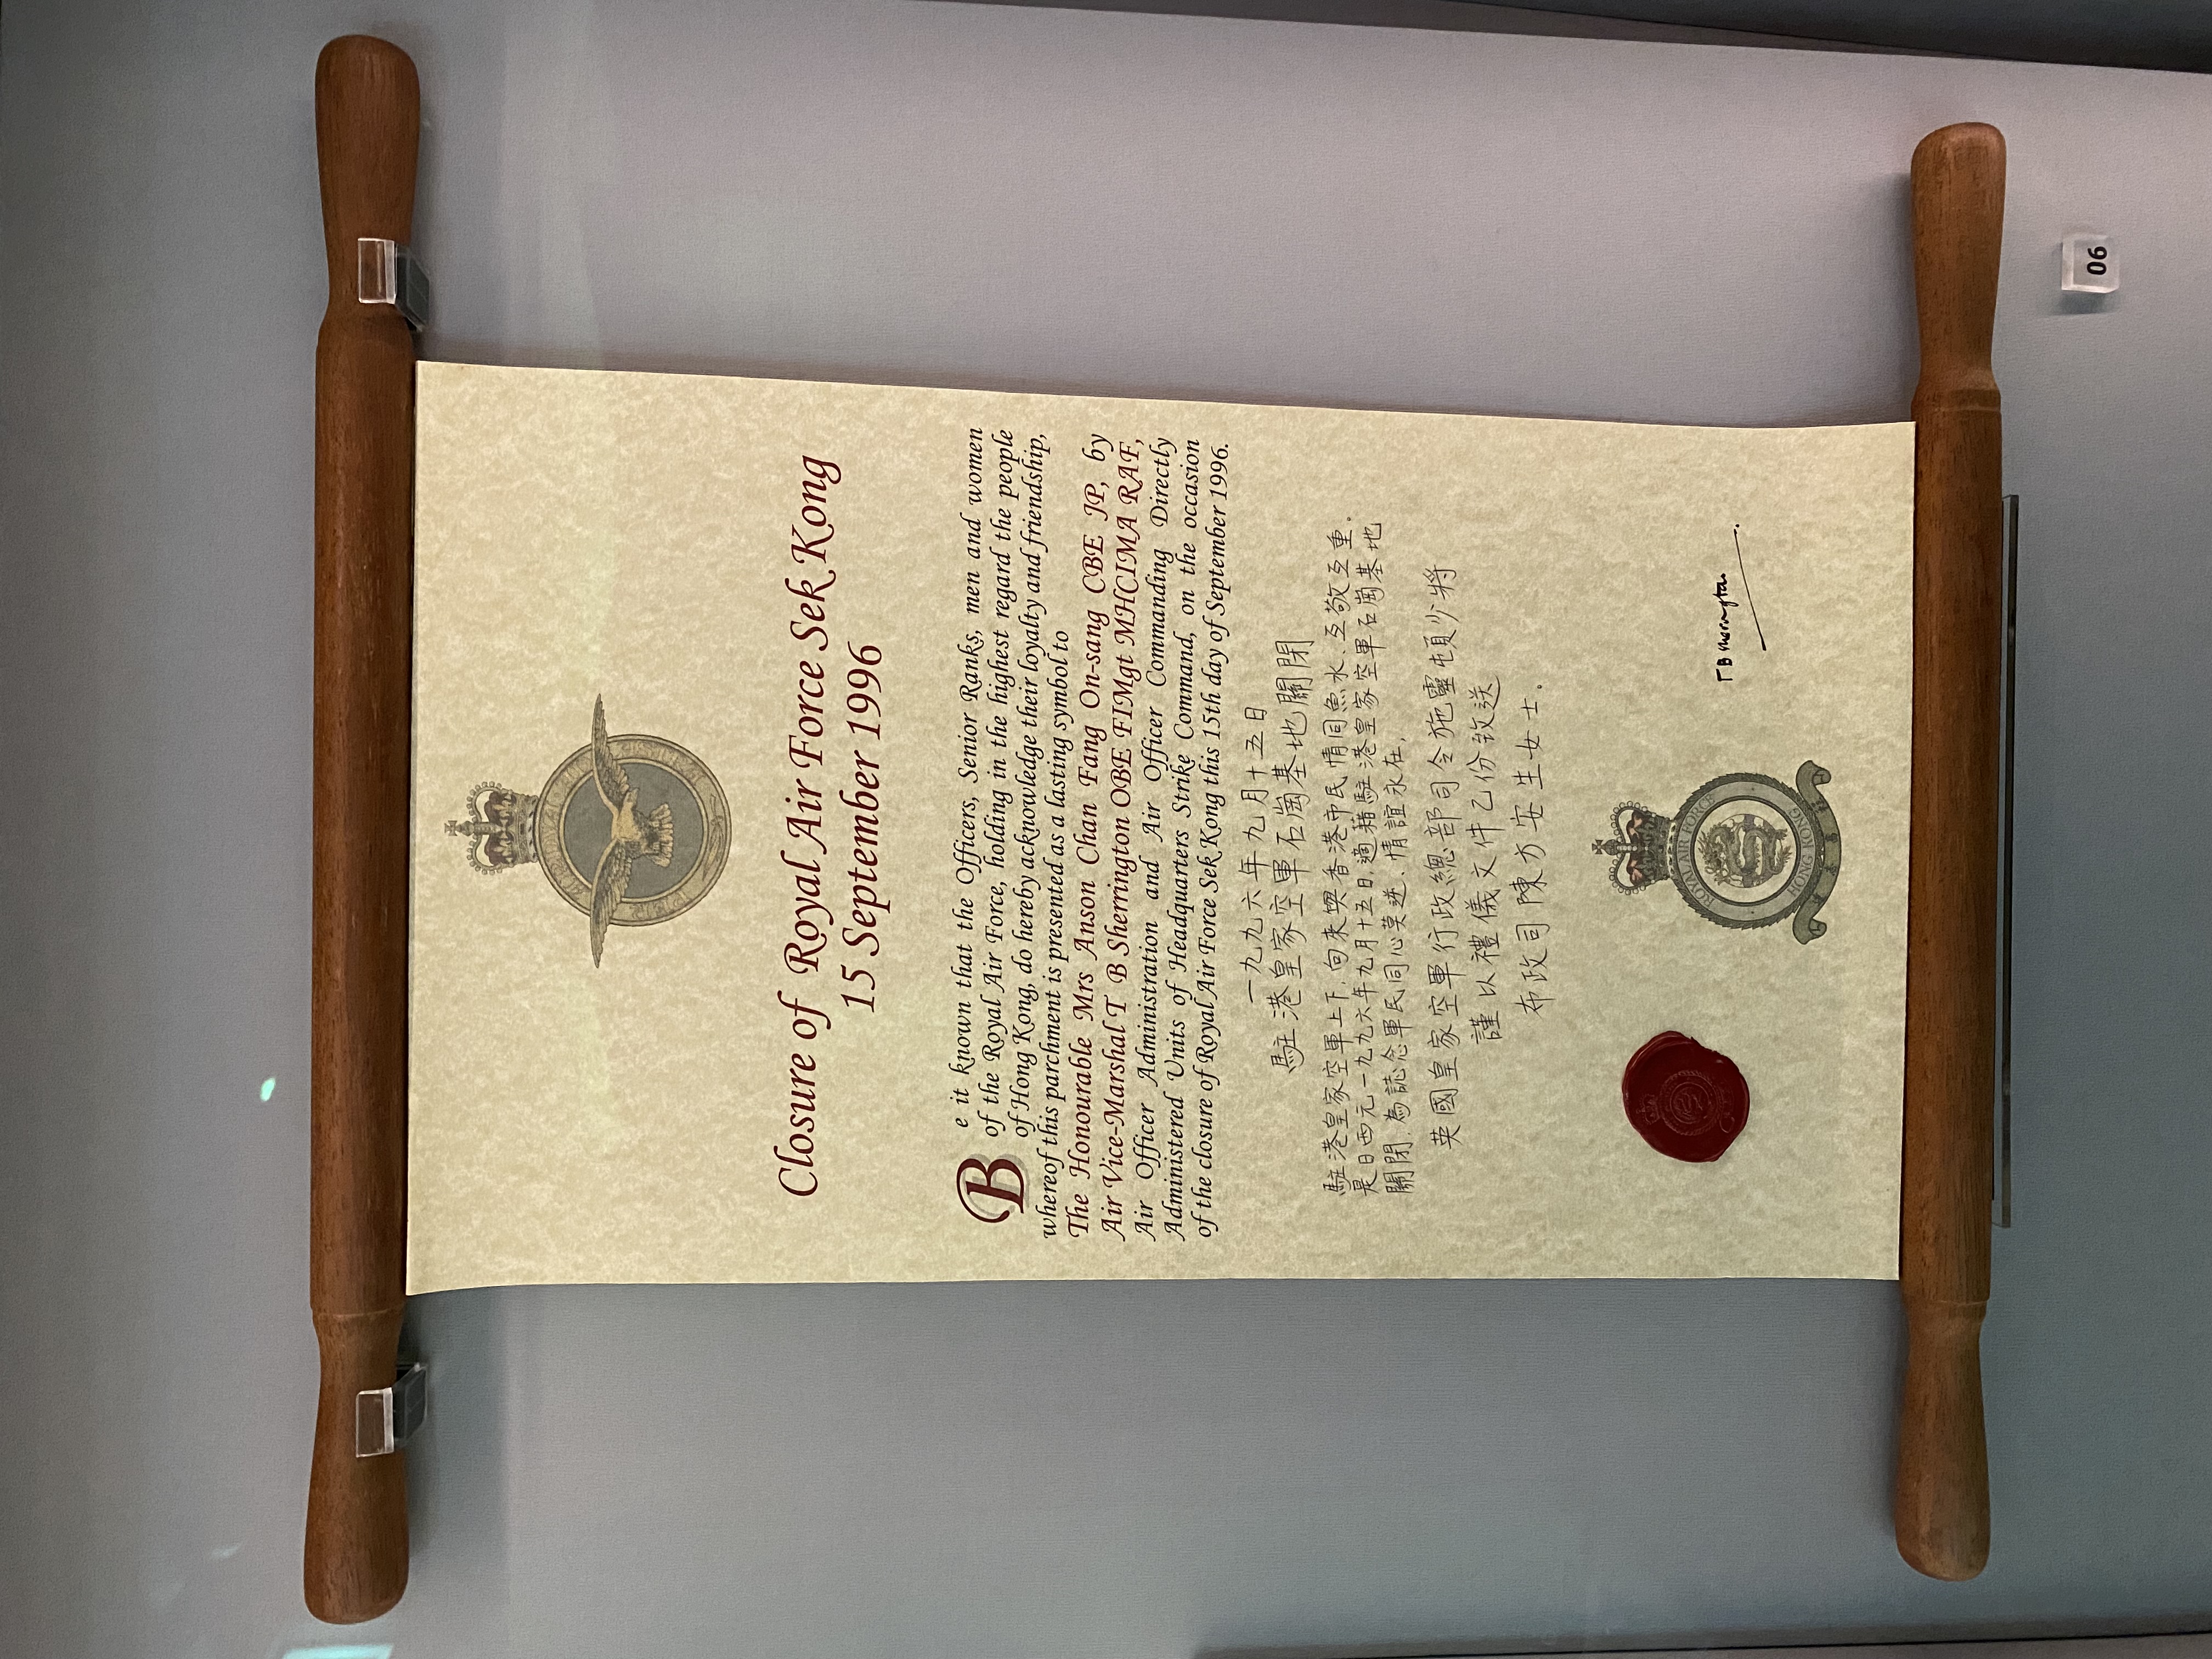 Closure of Royal Air Force Sek Kong
15 September 1996
Be it known that the Officers, Senior Ranks, men and women
of the Royal Air Force, holding in the highest regard the people
of Hong Kong, do hereby acknowledge their loyalty and friendship,
whereof this parchment is presented as a lasting symbol to
The Honourable Mrs Anson Chan Fang On-sang CBE JP, by
Air Vice-Marshal T B Sherrington OBE FIMgt MHCIMA RAF,
Air Officer Administration and Air Officer Commanding Directly
Administered Units of Headquarters Strike Command, on the occasion
of the closure of Royal Air Force Sek Kong this 15th day of September 1996.
一九九六年九月十五日
駐港皇家空軍石崗基地關閉
駐港皇家空軍上下,向來與香港市民情同魚水、互敬互重.
是日西元一九九六年九月十五日,適藉駐港皇家空軍石崗基地
關閉,為誌念軍民同心莫逆、情誼永在,
英國皇家空軍行政總部司令施靈頓少將
謹以禮儀文件乙份致送
布政司陳方安生女士.
T B Sherrington
ROYAL AIR FORCE
HONG KONG
06